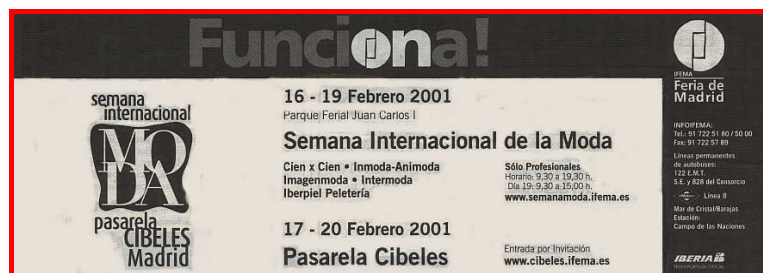 Funciona!
semana
internacional
MODA
pasarela
CIBELES
Madrid
16 - 19 Febrero 2001
Parque Ferial Juan Carlos I
Semana Internacional de la Moda
Cien x Cien • Inmoda-Animoda
Imagenmoda • Intermoda
Iberpiel Peletería
Sólo Profesionales
Horario: 9,30 a 19,30 h.
Día 19: 9,30 a 15,00 h.
www.semanamoda.ifema.es
17 - 20 Febrero 2001
Pasarela Cibeles
Entrada por Invitación
www.cibeles.ifema.es
IFEMA
Feria de
Madrid
INFOIFEMA:
Tel.: 91 722 51 80 / 50 00
Fax: 91 722 57 89
Líneas permanentes
de autobuses:
122 E.M.T.
S.E. y 828 del Consorcio
Línea 8
Mar de Cristal/Barajas
Estación:
Campo de las Naciones
IBERIA